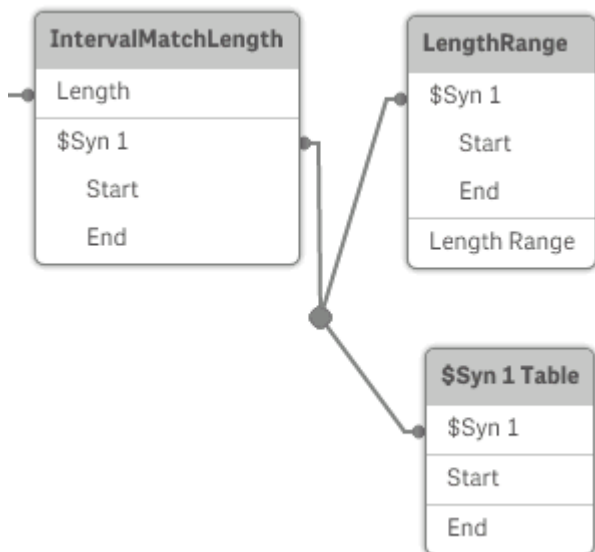 IntervalMatchLength
Length
$Syn 1
Start
End
LengthRange
$Syn 1
Start
End
Length Range
$Syn 1 Table
$Syn 1
Start
End